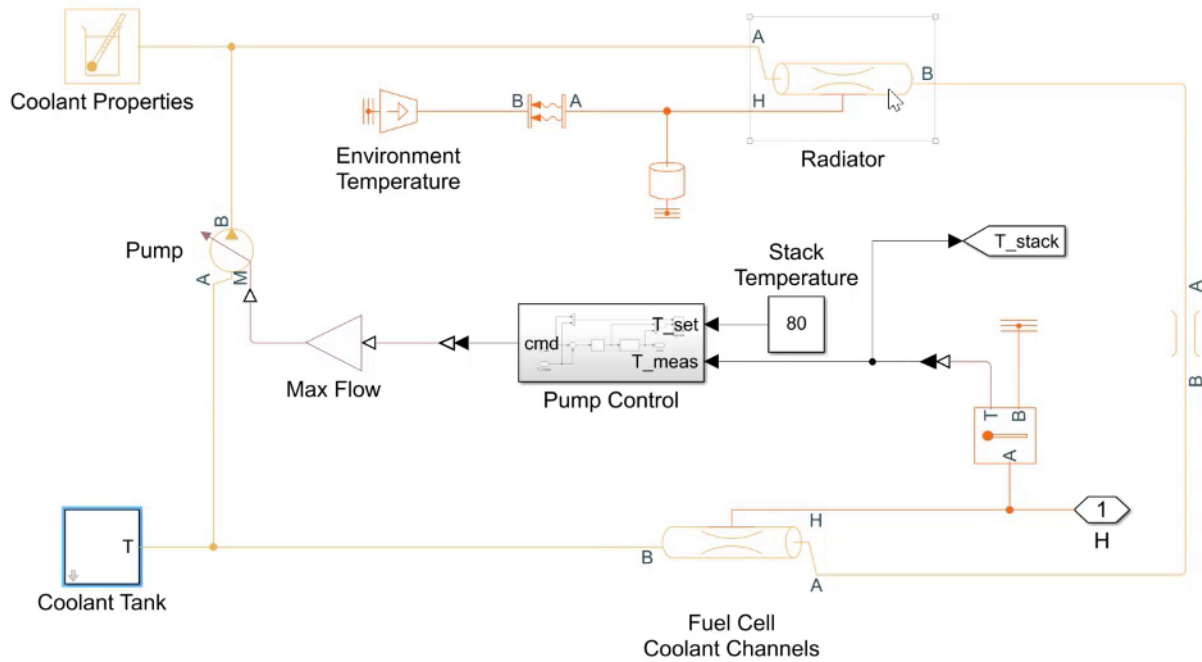 A
B
Coolant Properties
B
A
H
Environment
Temperature
Radiator
B
Pump
A
M
T_stack
Stack
Temperature
A
80
T_set
cmd
T_meas
Max Flow
Pump Control
B
T
B
A
T
H
1
H
B
A
Coolant Tank
Fuel Cell
Coolant Channels